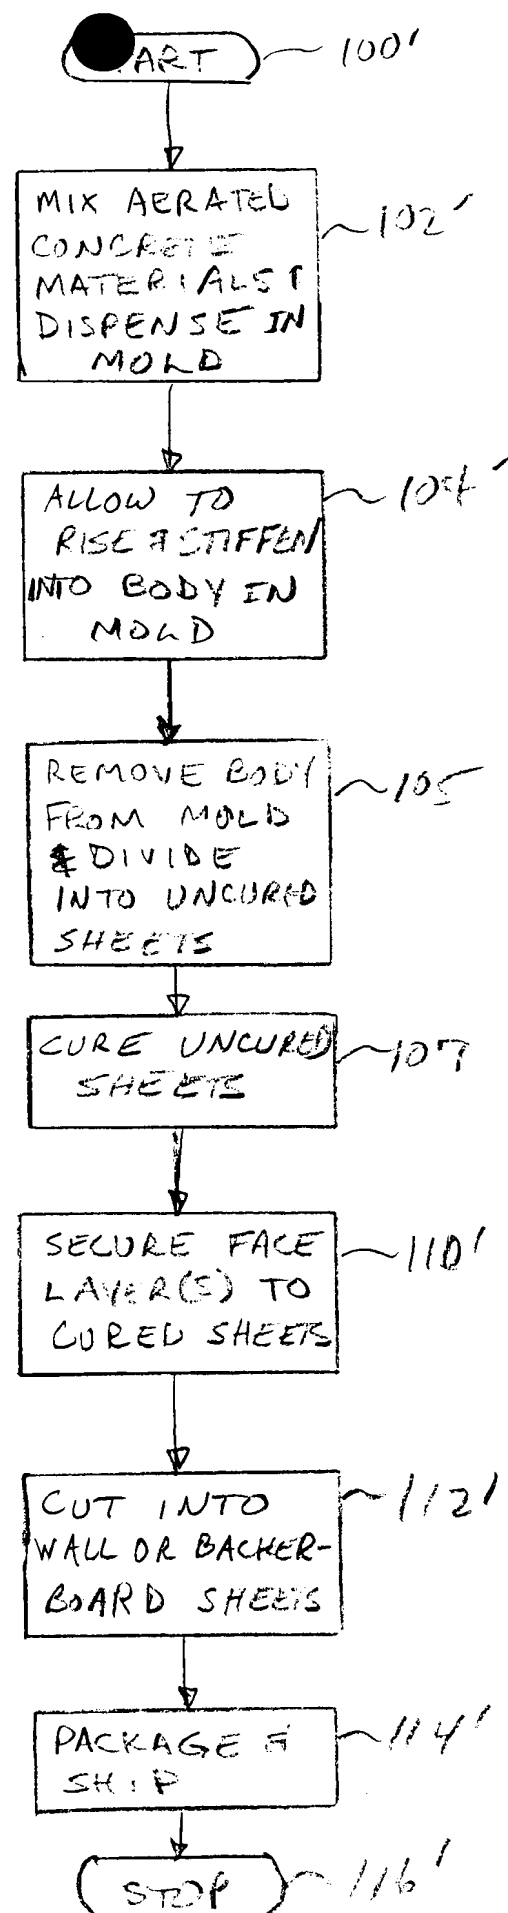 ART
100'
MIX AERATED
CONCRETE
MATERIALS &
DISPENSE IN
MOLD
102'
ALLOW TO
RISE & STIFFEN
INTO BODY IN
MOLD
104'
REMOVE BODY
FROM MOLD
& DIVIDE
INTO UNCURED
SHEETS
105
CURE UNCURED
SHEETS
107
SECURE FACE
LAYER(S) TO
CURED SHEETS
110'
CUT INTO
WALL OR BACKER-
BOARD SHEETS
112'
PACKAGE &
SHIP
114'
STOP
116'